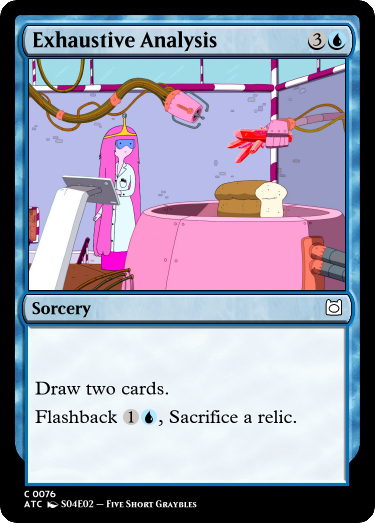 Exhaustive Analysis 3
Sorcery
Draw two cards.
Flashback 1, Sacrifice a relic.
C 0076
ATC S04E02 – Five Short Graybles